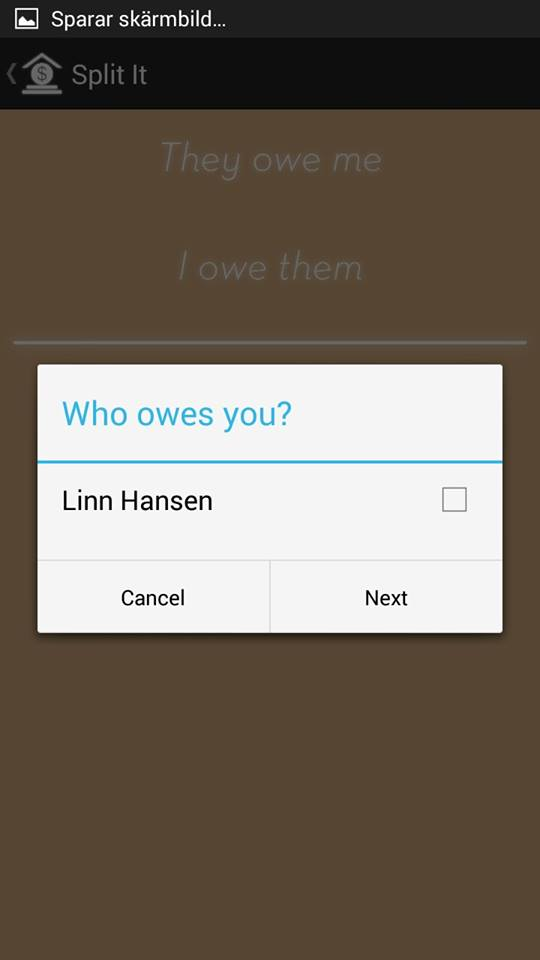 Sparar skärmbild...
Split It
They owe me
I owe them
Who owes you?
Linn Hansen
Cancel
Next